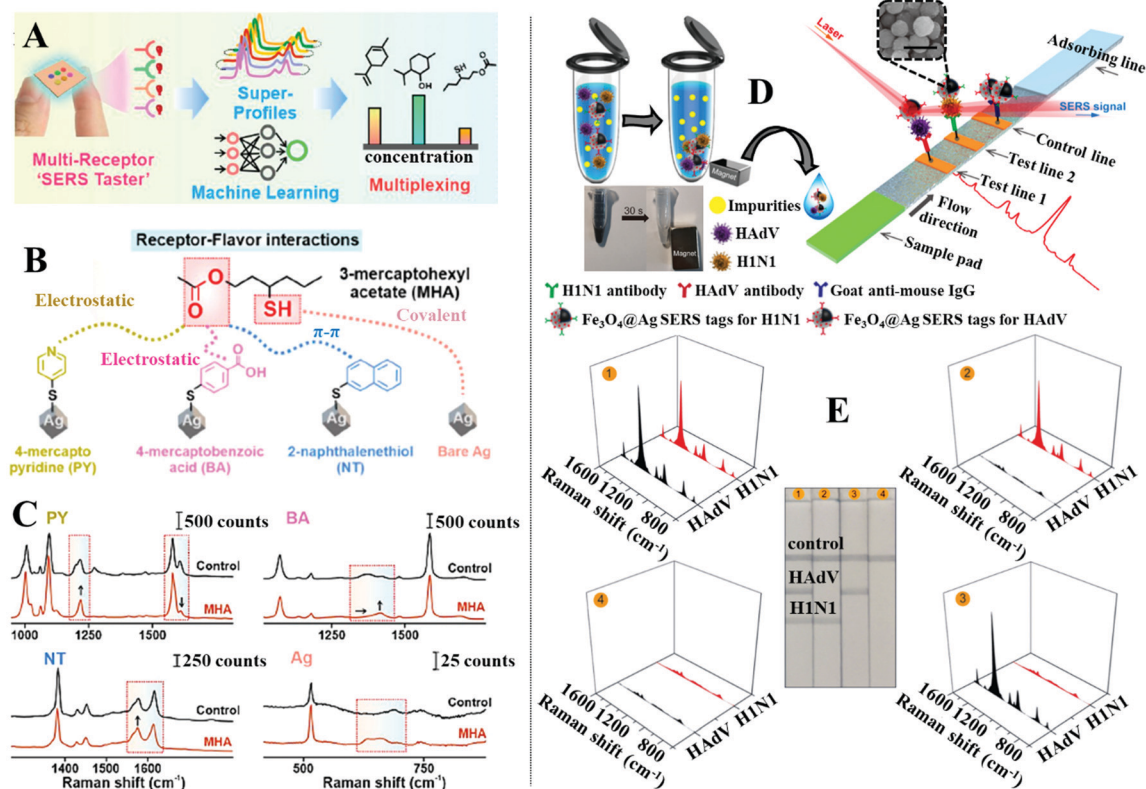 A
Multi-Receptor
'SERS Taster'
Super-
Profiles
Machine Learning
OH
SH
O
O
concentration
Multiplexing
B
Receptor-Flavor interactions
Electrostatic
O
O
SH
3-mercaptohexyl
acetate (MHA)
Covalent
π-π
Electrostatic
N
S
Ag
O
OH
S
Ag
S
Ag
Ag
4-mercapto
pyridine (PY)
4-mercaptobenzoic
acid (BA)
2-naphthalenethiol
(NT)
Bare Ag
C
PY
500 counts
Control
MHA
1000 1250 1500
BA
500 counts
Control
MHA
1250 1500
NT
250 counts
Control
MHA
1400 1500 1600
Raman shift (cm-1)
Ag
25 counts
Control
MHA
500 750
Raman shift (cm-1)
D
Magnet
30 s
Magnet
Impurities
HAdV
H1N1
Laser
Adsorbing line
SERS signal
Control line
Test line 2
Test line 1
Flow
direction
Sample pad
H1N1 antibody HAdV antibody Goat anti-mouse IgG
Fe3O4@Ag SERS tags for H1N1 Fe3O4@Ag SERS tags for HAdV
E
1
1600
1200
800
Raman shift (cm-1)
HAdV
H1N1
2
1600
1200
800
Raman shift (cm-1)
HAdV
H1N1
1 2 3 4
control
HAdV
H1N1
4
1600
1200
800
Raman shift (cm-1)
HAdV
H1N1
3
1600
1200
800
Raman shift (cm-1)
HAdV
H1N1